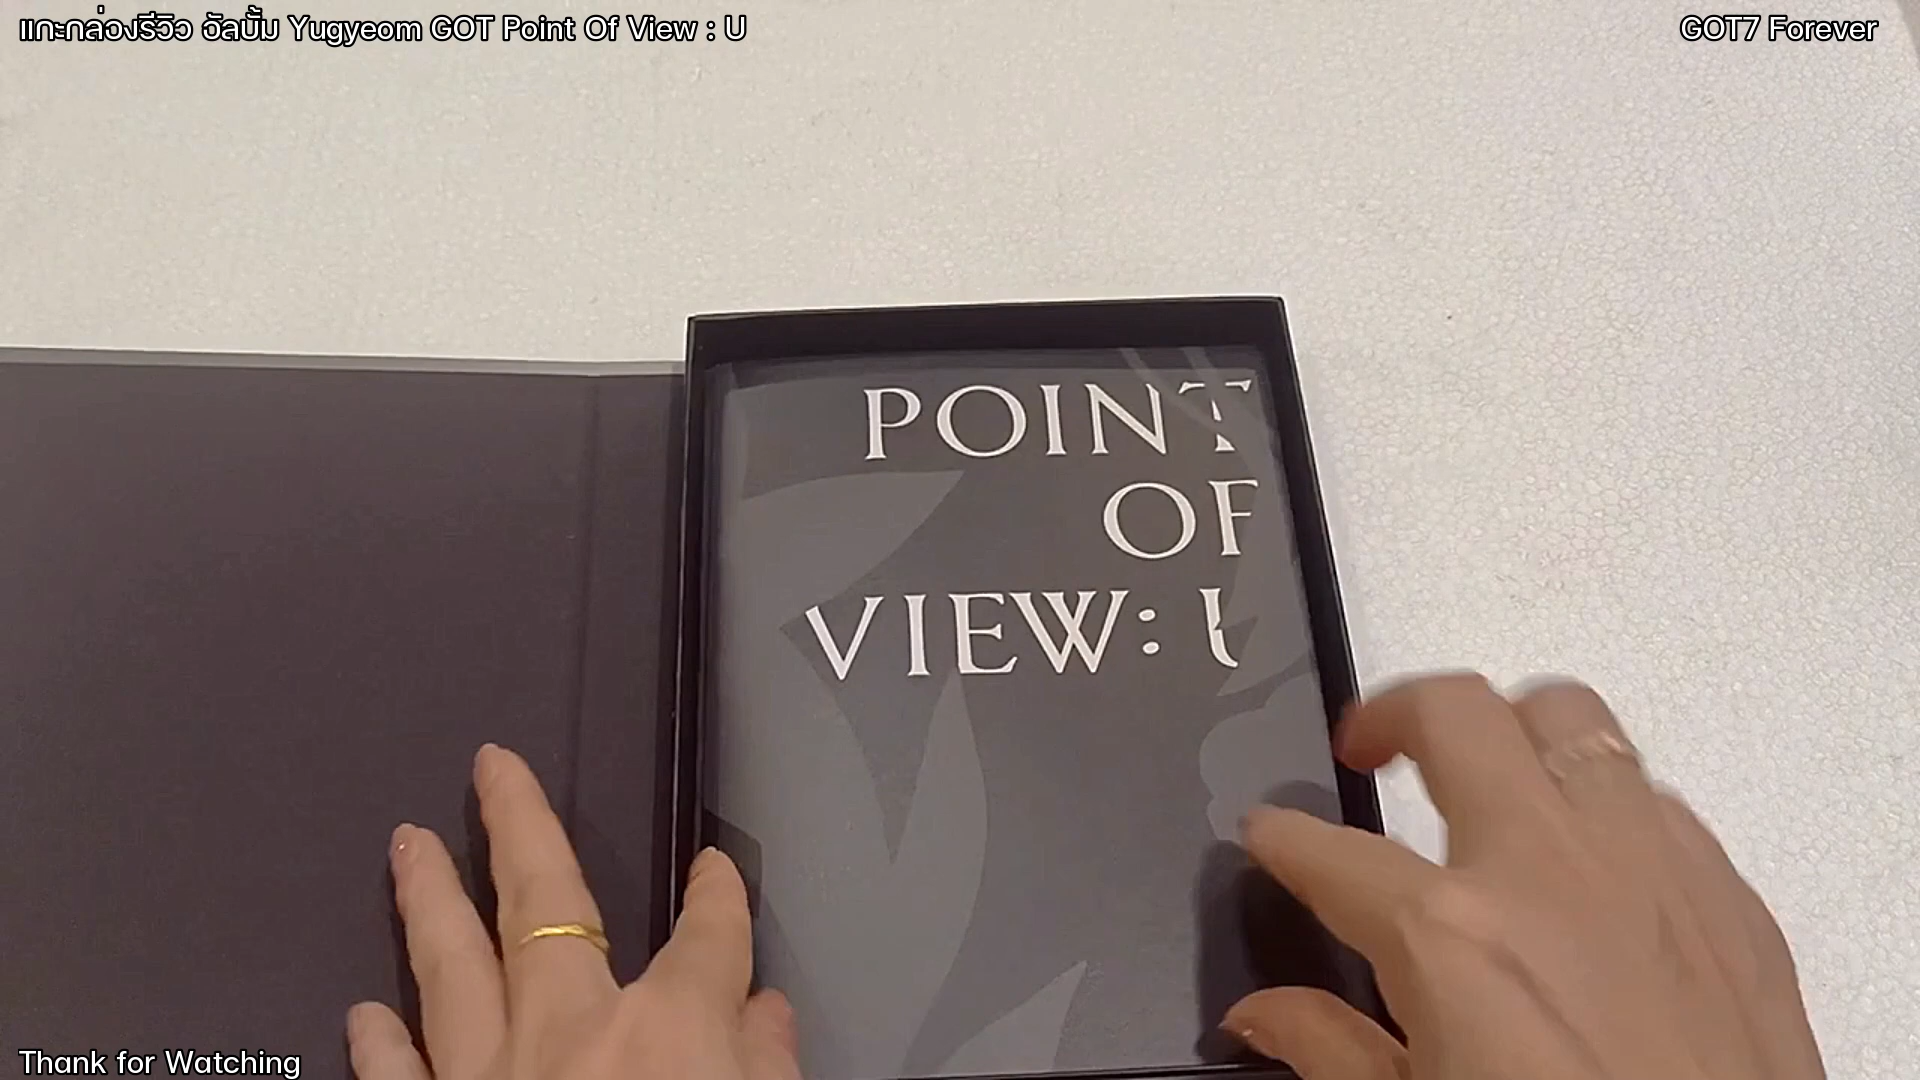 แกะกล่องรีวิว อัลบั้ม Yugyeom GOT Point Of View : U
GOT7 Forever
POINT
OF
VIEW: U
Thank for Watching